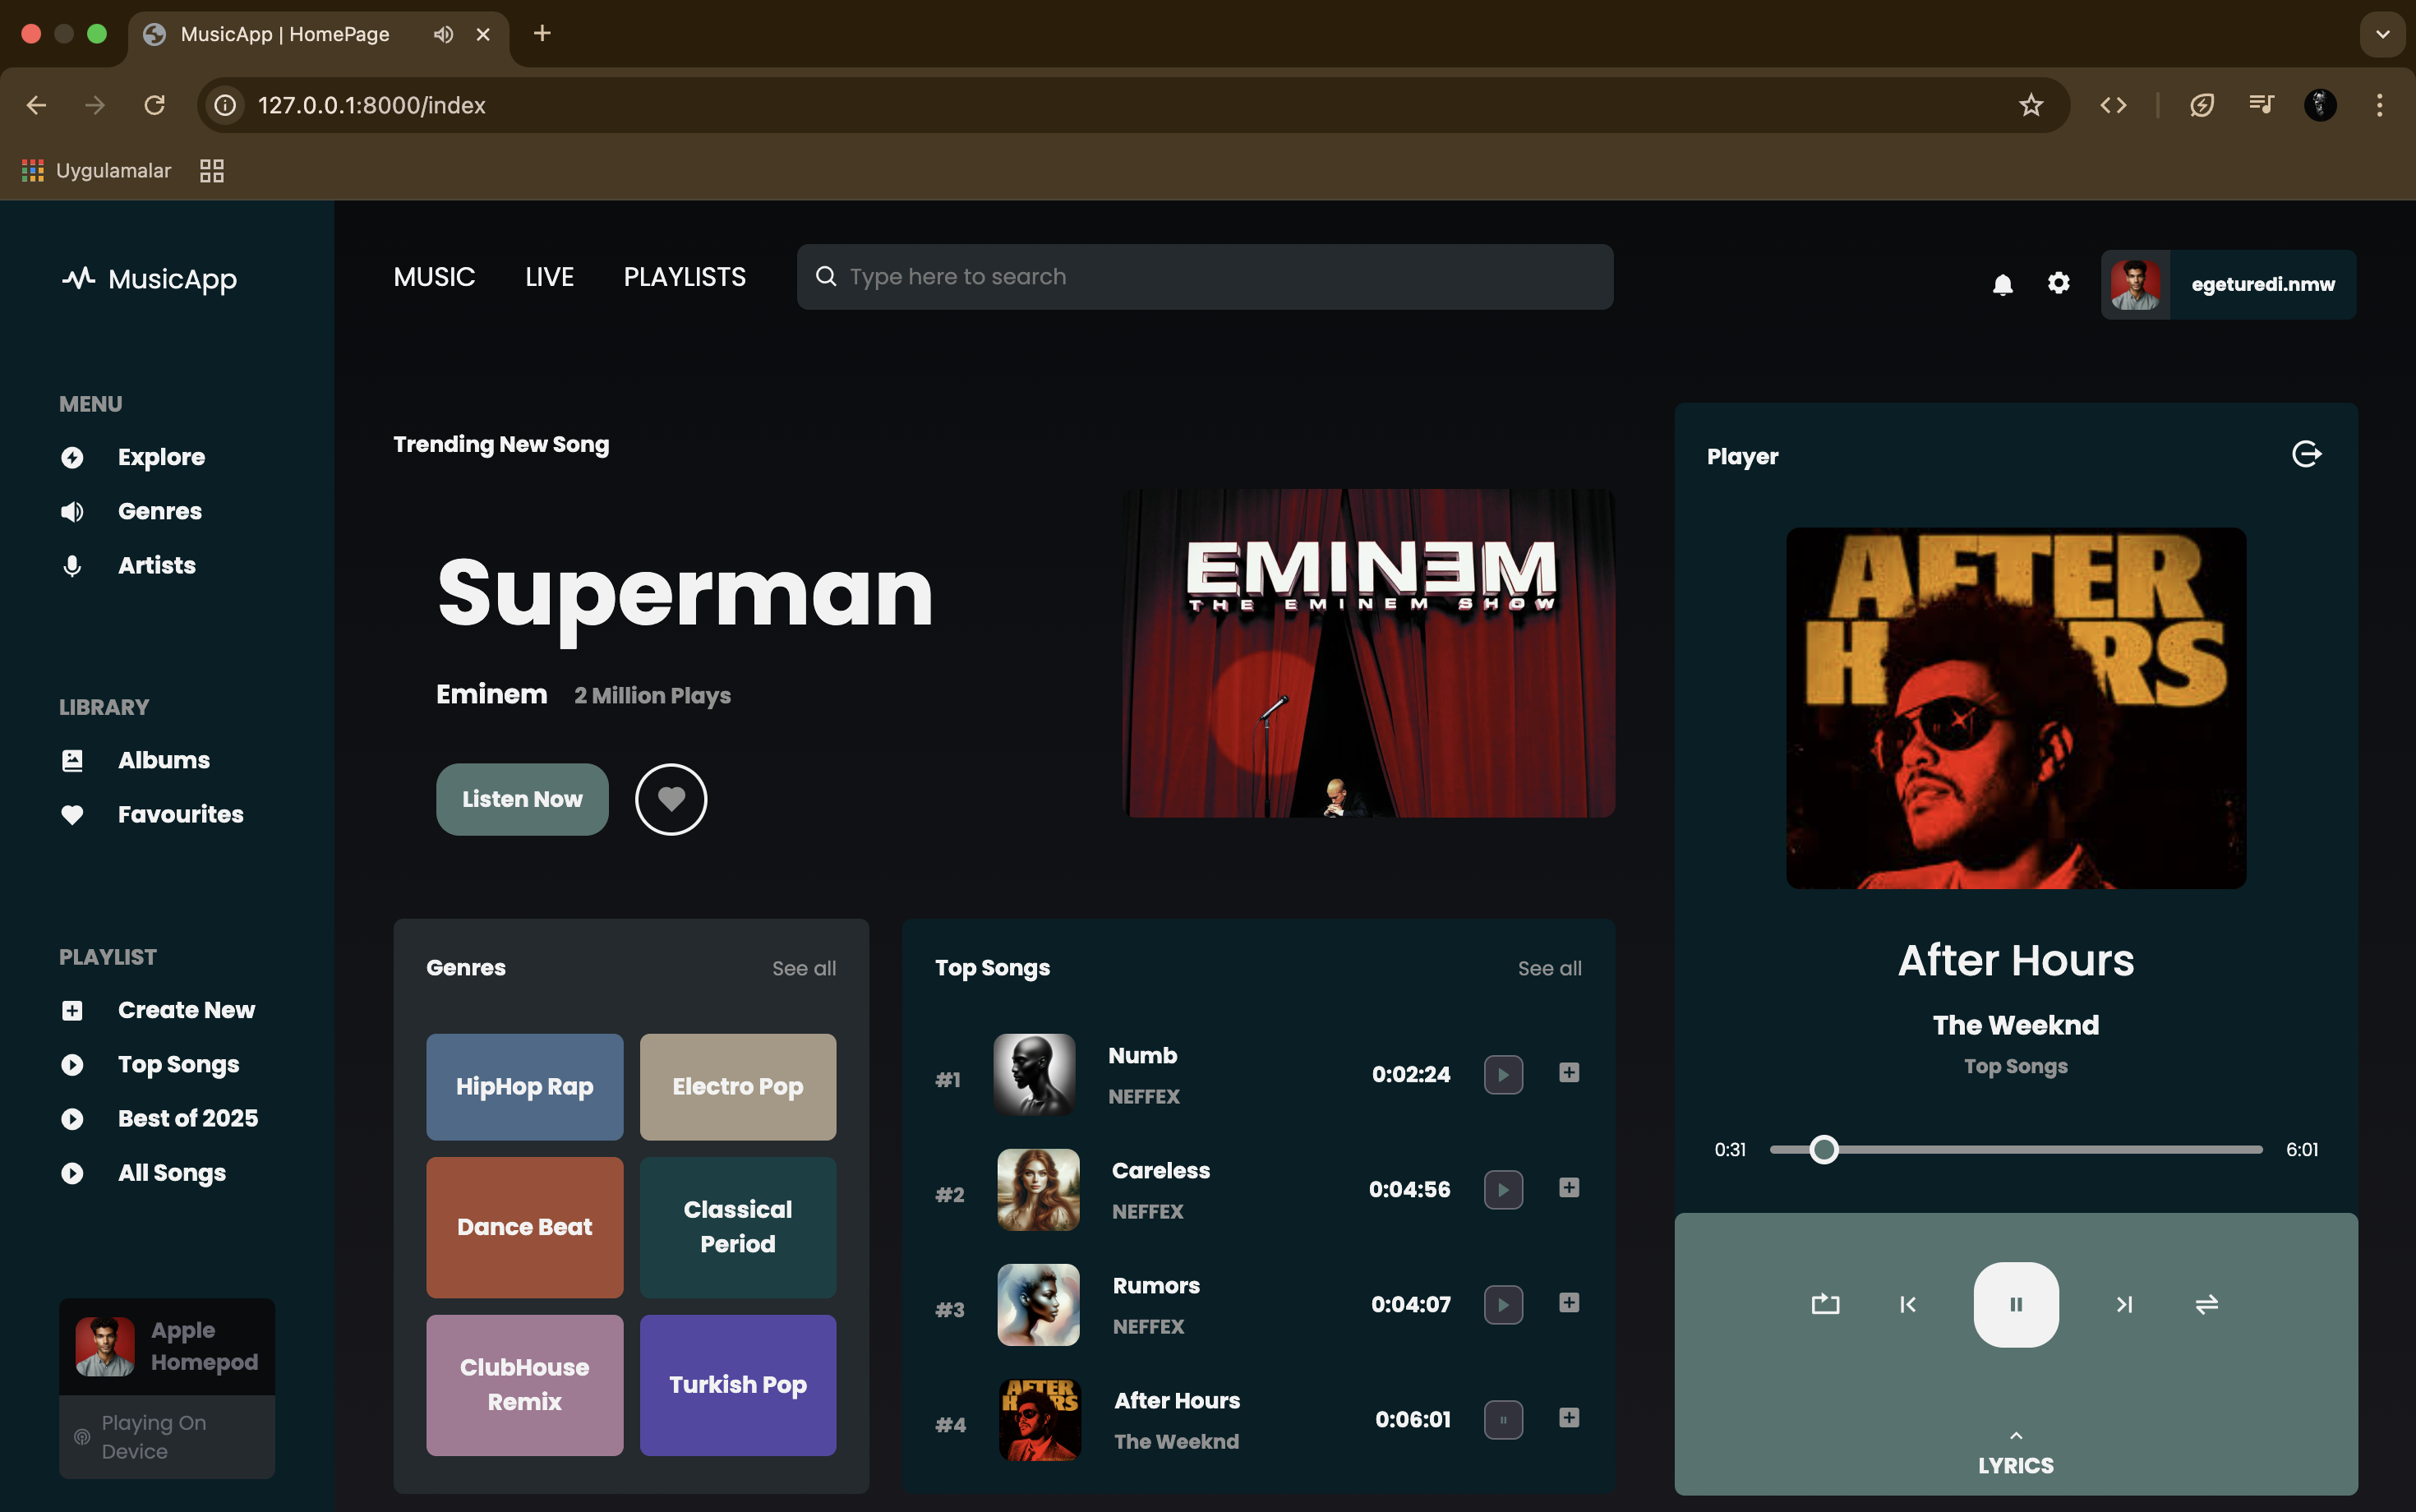 MusicApp | HomePage
127.0.0.1:8000/index
Uygulamalar
MusicApp
MUSIC
LIVE
PLAYLISTS
Type here to search
egeturedi.nmw
MENU
Explore
Genres
Artists
LIBRARY
Albums
Favourites
PLAYLIST
Create New
Top Songs
Best of 2025
All Songs
Apple
Homepod
Playing On
Device
Trending New Song
Superman
Eminem 2 Million Plays
Listen Now
EMINƎM
THE EMINEM SHOW
Genres
See all
HipHop Rap
Electro Pop
Dance Beat
Classical
Period
ClubHouse
Remix
Turkish Pop
Top Songs
See all
#1
Numb
NEFFEX
0:02:24
#2
Careless
NEFFEX
0:04:56
#3
Rumors
NEFFEX
0:04:07
#4
AFTER
HOURS
After Hours
The Weeknd
0:06:01
Player
AFTER
HOURS
After Hours
The Weeknd
Top Songs
0:31
6:01
LYRICS